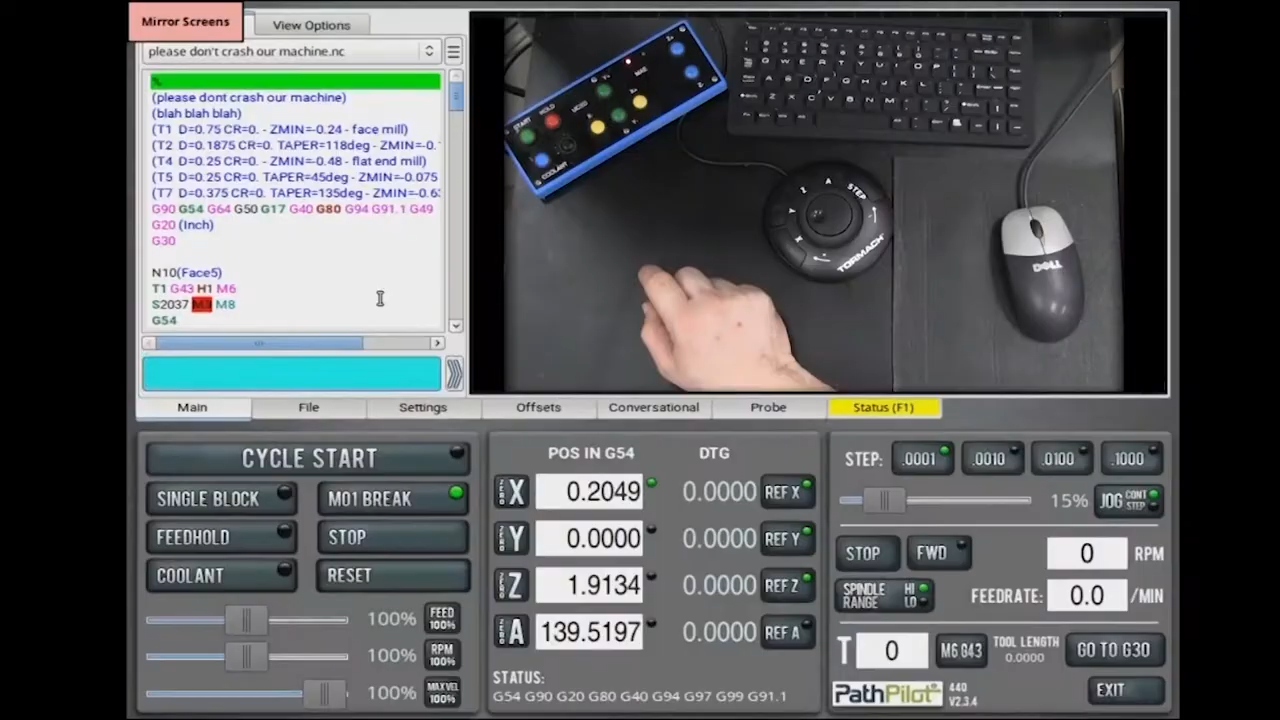 Mirror Screens
View Options
please don't crash our machine.nc
%
(please dont crash our machine)
(blah blah blah)
(T1 D=0.75 CR=0. - ZMIN=-0.24 - face mill)
(T2 D=0.1875 CR=0. TAPER=118deg - ZMIN=-0.
(T4 D=0.25 CR=0. - ZMIN=-0.48 - flat end mill)
(T5 D=0.25 CR=0. TAPER=45deg - ZMIN=-0.075
(T7 D=0.375 CR=0. TAPER=135deg - ZMIN=-0.6
G90 G54 G64 G50 G17 G40 G80 G94 G91.1 G49
G20 (Inch)
G30
N10(Face5)
T1 G43 H1 M6
S2037 M3 M8
G54
START
HOLD
COOLANT
X Y Z A STEP
TORMACH
DELL
Main
File
Settings
Offsets
Conversational
Probe
Status (F1)
CYCLE START
SINGLE BLOCK
M01 BREAK
FEEDHOLD
STOP
COOLANT
RESET
100% FEED 100%
100% RPM 100%
100% MAX VEL 100%
POS IN G54 DTG
ZERO X 0.2049 0.0000 REF X
ZERO Y 0.0000 0.0000 REF Y
ZERO Z 1.9134 0.0000 REF Z
ZERO A 139.5197 0.0000 REF A
STATUS:
G54 G90 G20 G80 G40 G94 G97 G99 G91.1
STEP: .0001 .0010 .0100 .1000
15% JOG CONT STEP
STOP FWD 0 RPM
SPINDLE RANGE HI LO FEEDRATE: 0.0 /MIN
T 0 M6 G43 TOOL LENGTH 0.0000 GO TO G30
PathPilot 440 V2.3.4 EXIT